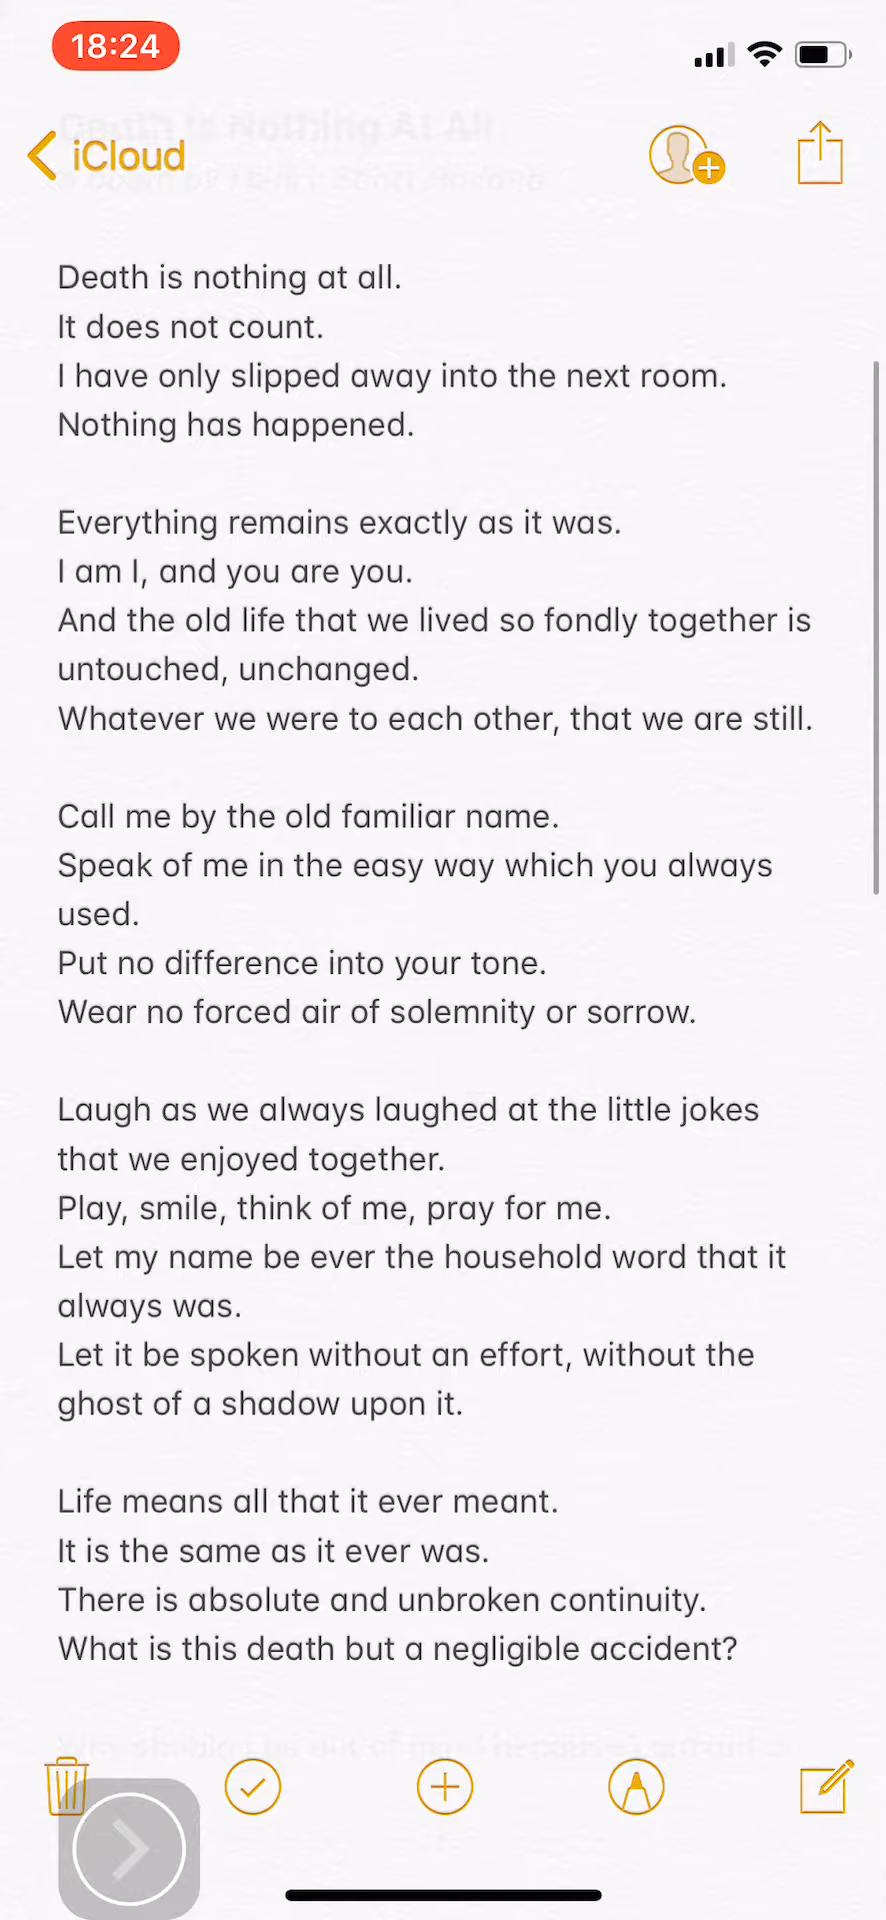 18:24
Death is Nothing At All
iCloud
Death is nothing at all.
It does not count.
I have only slipped away into the next room.
Nothing has happened.
Everything remains exactly as it was.
I am I, and you are you.
And the old life that we lived so fondly together is
untouched, unchanged.
Whatever we were to each other, that we are still.
Call me by the old familiar name.
Speak of me in the easy way which you always
used.
Put no difference into your tone.
Wear no forced air of solemnity or sorrow.
Laugh as we always laughed at the little jokes
that we enjoyed together.
Play, smile, think of me, pray for me.
Let my name be ever the household word that it
always was.
Let it be spoken without an effort, without the
ghost of a shadow upon it.
Life means all that it ever meant.
It is the same as it ever was.
There is absolute and unbroken continuity.
What is this death but a negligible accident?